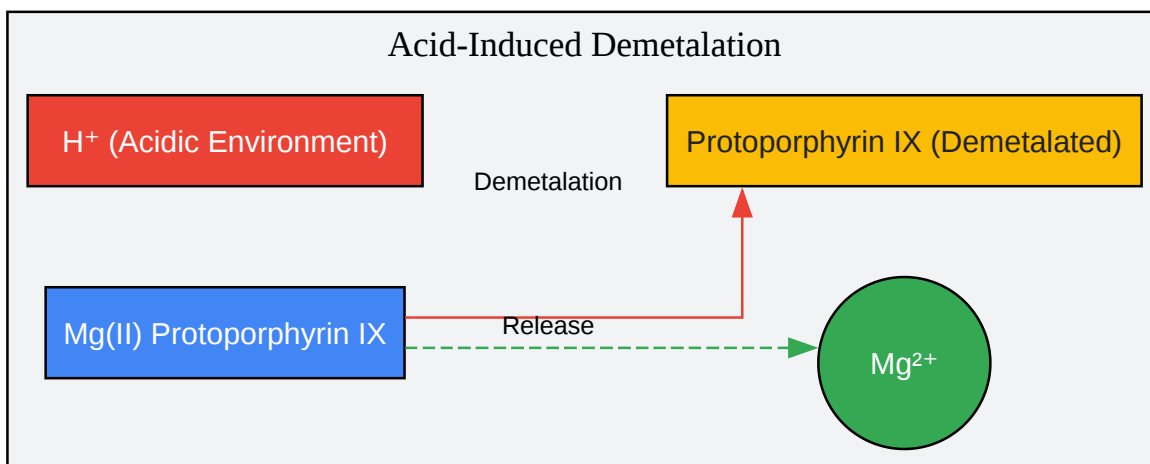 Acid-Induced Demetalation
H⁺ (Acidic Environment)
Protoporphyrin IX (Demetalated)
Demetalation
Mg(II) Protoporphyrin IX
Release
Mg²⁺